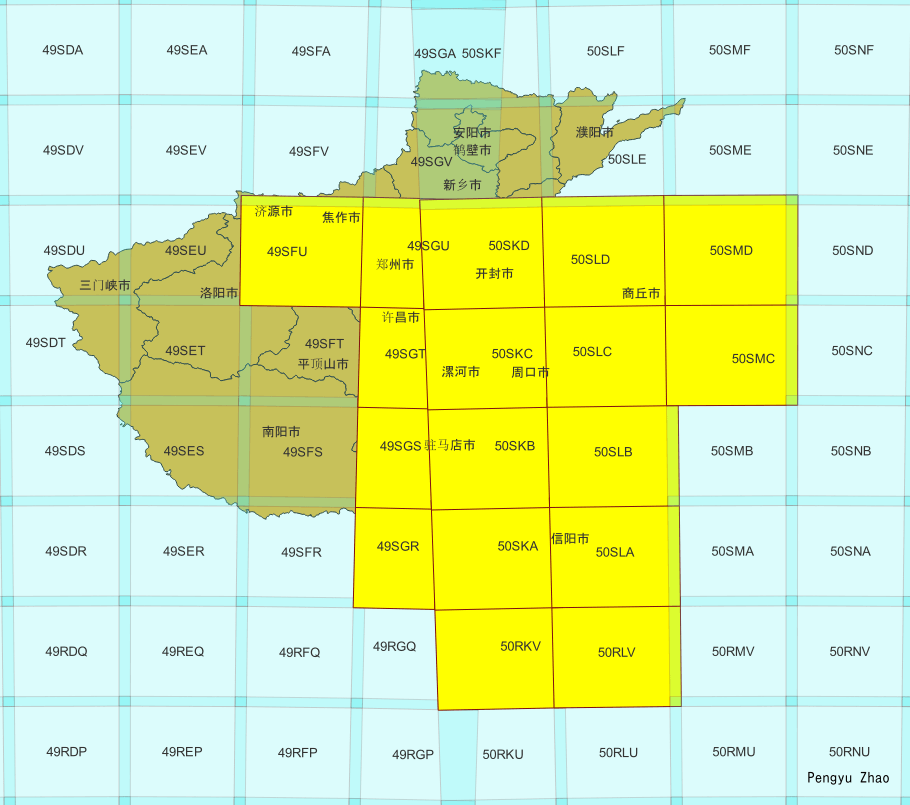 49SDA 49SEA 49SFA 49SGA 50SKF 50SLF 50SMF 50SNF
安阳市 濮阳市
49SDV 49SEV 49SFV 鹤壁市 50SME 50SNE
49SGV 50SLE
新乡市
济源市 焦作市
49SDU 49SEU 49SFU 49SGU 50SKD 50SLD 50SMD 50SND
郑州市 开封市
三门峡市 洛阳市 商丘市
许昌市
49SDT 49SET 49SFT 49SGT 50SKC 50SLC 50SMC 50SNC
平顶山市 漯河市 周口市
南阳市
49SDS 49SES 49SFS 49SGS 驻马店市 50SKB 50SLB 50SMB 50SNB
信阳市
49SDR 49SER 49SFR 49SGR 50SKA 50SLA 50SMA 50SNA
49RDQ 49REQ 49RFQ 49RGQ 50RKV 50RLV 50RMV 50RNV
49RDP 49REP 49RFP 49RGP 50RKU 50RLU 50RMU 50RNU
Pengyu Zhao